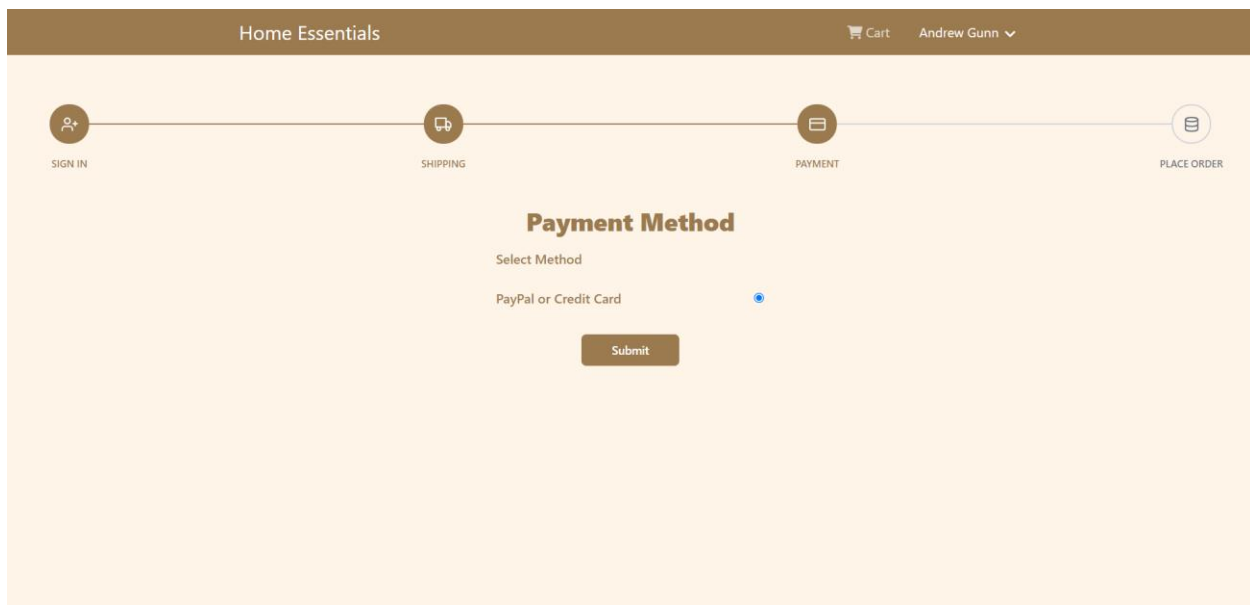 Home Essentials
Cart
Andrew Gunn
SIGN IN
SHIPPING
PAYMENT
PLACE ORDER
Payment Method
Select Method
PayPal or Credit Card
Submit